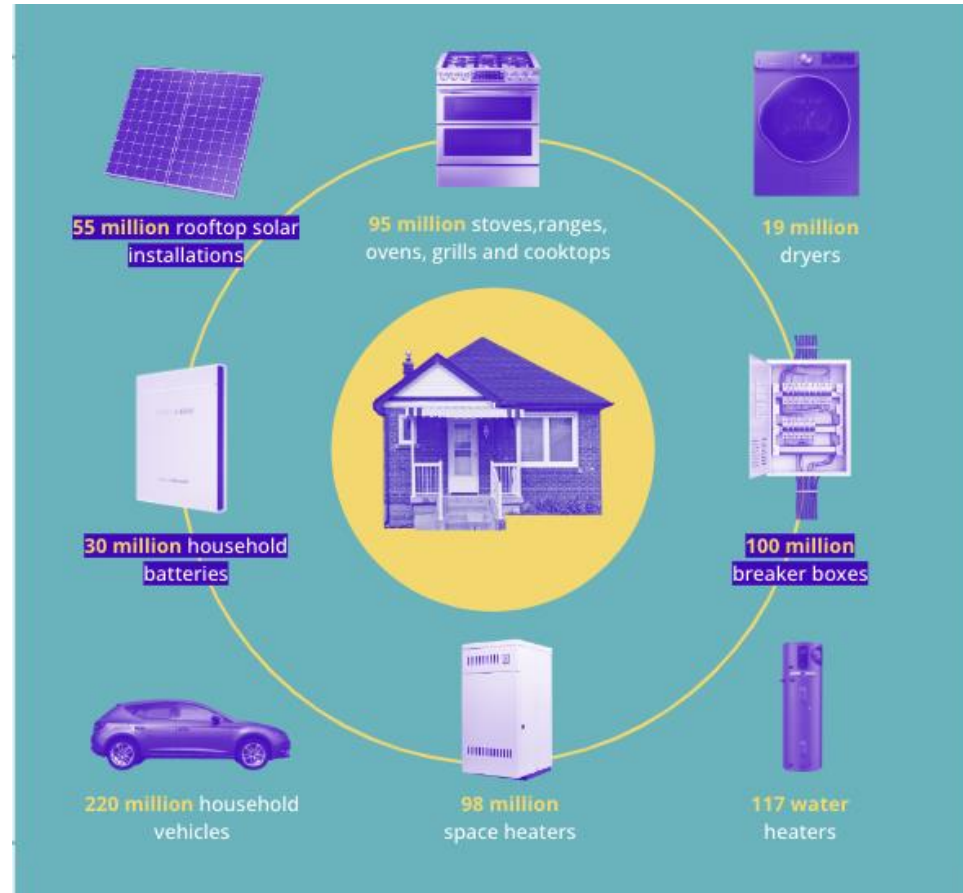 55 million rooftop solar
installations
95 million stoves,ranges,
ovens, grills and cooktops
19 million
dryers
30 million household
batteries
100 million
breaker boxes
220 million household
vehicles
98 million
space heaters
117 water
heaters